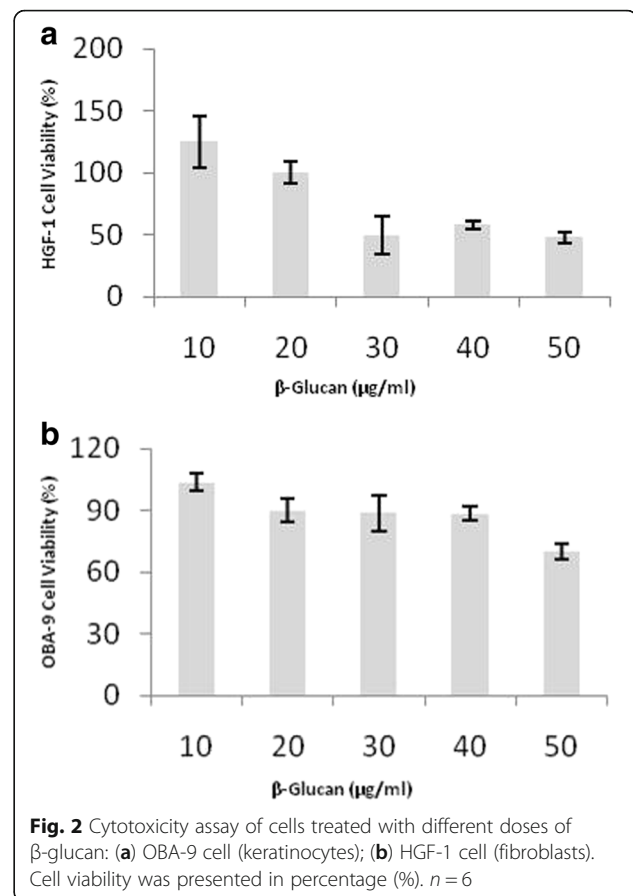 a
200
150
100
50
0
HGF-1 Cell Viability (%)
10 20 30 40 50
β-Glucan (μg/ml)
b
120
90
60
30
0
OBA-9 Cell Viability (%)
10 20 30 40 50
β-Glucan (μg/ml)
Fig. 2 Cytotoxicity assay of cells treated with different doses of
β-glucan: (a) OBA-9 cell (keratinocytes); (b) HGF-1 cell (fibroblasts).
Cell viability was presented in percentage (%). n = 6